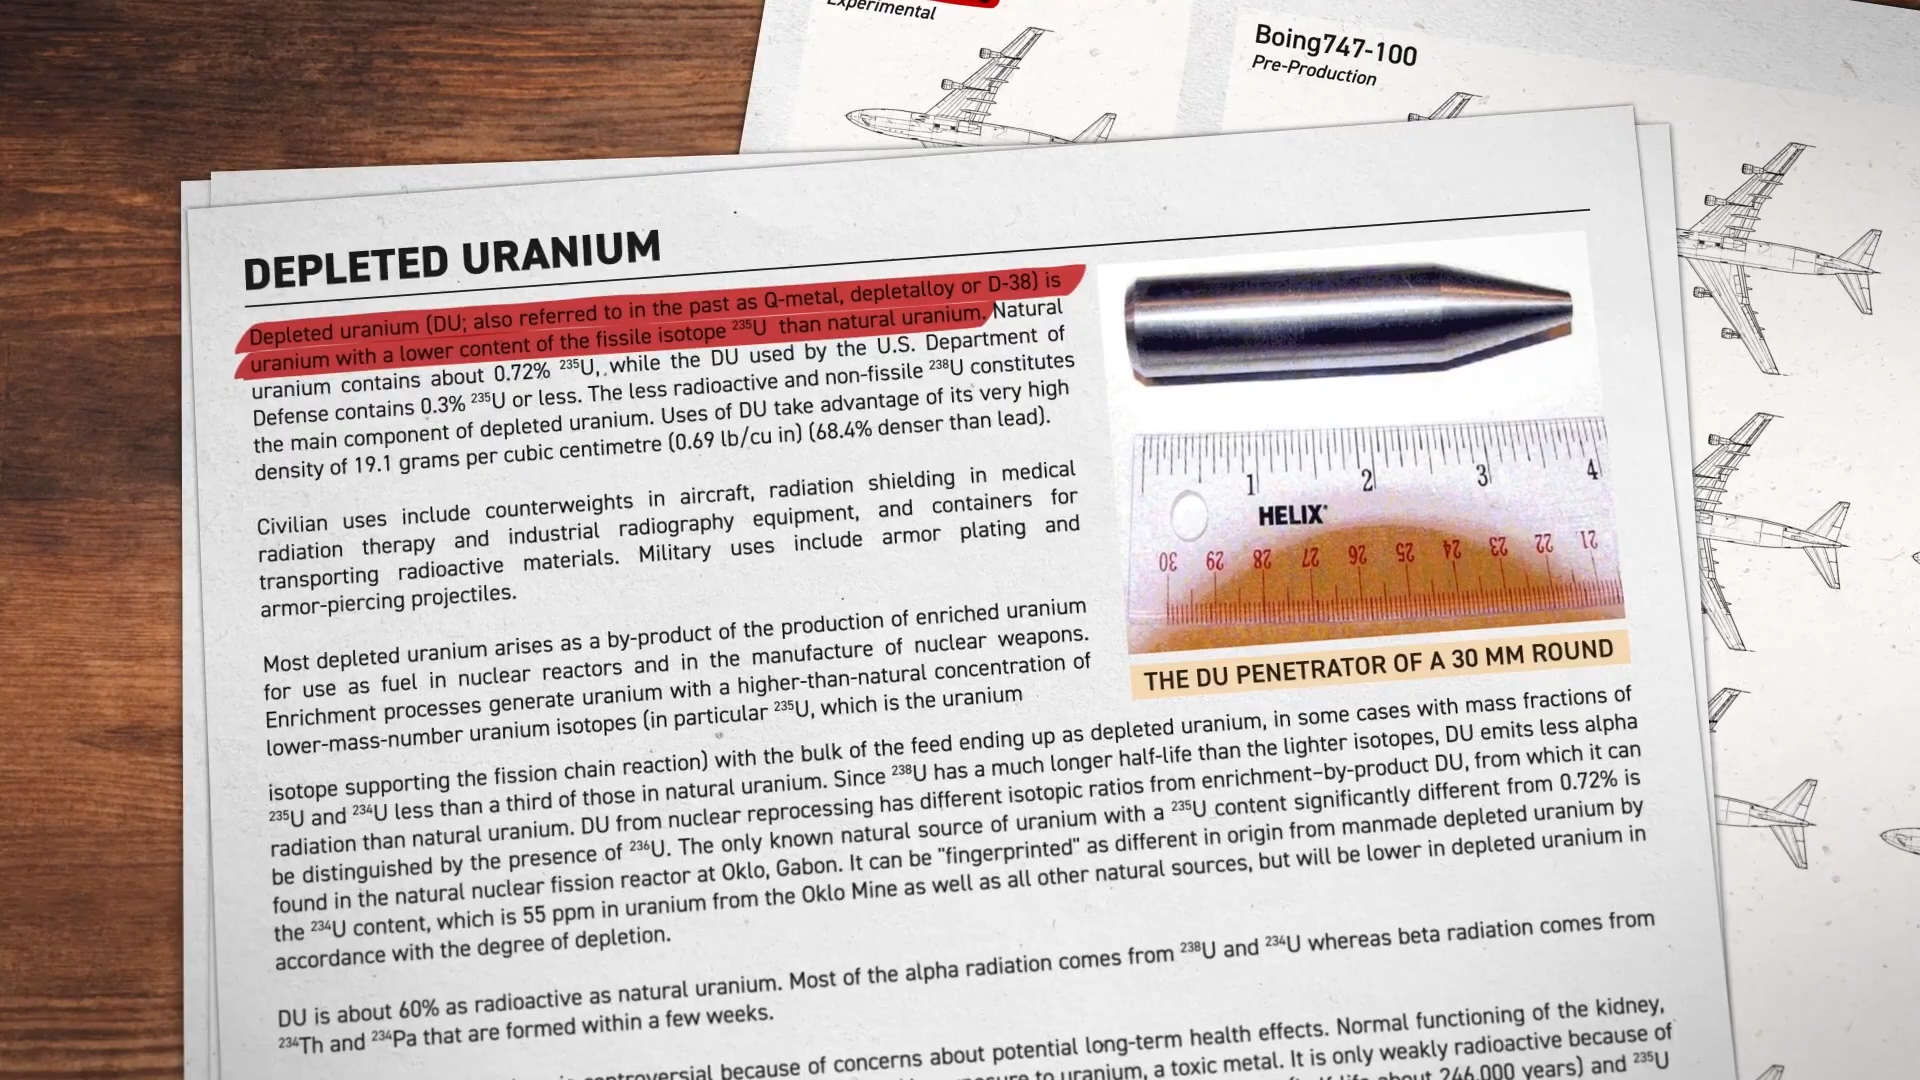 Experimental
Boing747-100
Pre-Production
DEPLETED URANIUM
Depleted uranium (DU; also referred to in the past as Q-metal, depletalloy or D-38) is
uranium with a lower content of the fissile isotope ²³⁵U than natural uranium. Natural
uranium contains about 0.72% ²³⁵U, while the DU used by the U.S. Department of
Defense contains 0.3% ²³⁵U or less. The less radioactive and non-fissile ²³⁸U constitutes
the main component of depleted uranium. Uses of DU take advantage of its very high
density of 19.1 grams per cubic centimetre (0.69 lb/cu in) (68.4% denser than lead).
Civilian uses include counterweights in aircraft, radiation shielding in medical
radiation therapy and industrial radiography equipment, and containers for
transporting radioactive materials. Military uses include armor plating and
armor-piercing projectiles.
Most depleted uranium arises as a by-product of the production of enriched uranium
for use as fuel in nuclear reactors and in the manufacture of nuclear weapons.
Enrichment processes generate uranium with a higher-than-natural concentration of
lower-mass-number uranium isotopes (in particular ²³⁵U, which is the uranium
1 2 3 4
HELIX
30 29 28 27 26 25 24 23 22 21
THE DU PENETRATOR OF A 30 MM ROUND
isotope supporting the fission chain reaction) with the bulk of the feed ending up as depleted uranium, in some cases with mass fractions of
²³⁵U and ²³⁴U less than a third of those in natural uranium. Since ²³⁸U has a much longer half-life than the lighter isotopes, DU emits less alpha
radiation than natural uranium. DU from nuclear reprocessing has different isotopic ratios from enrichment–by-product DU, from which it can
be distinguished by the presence of ²³⁶U. The only known natural source of uranium with a ²³⁵U content significantly different from 0.72% is
found in the natural nuclear fission reactor at Oklo, Gabon. It can be "fingerprinted" as different in origin from manmade depleted uranium by
the ²³⁴U content, which is 55 ppm in uranium from the Oklo Mine as well as all other natural sources, but will be lower in depleted uranium in
accordance with the degree of depletion.
DU is about 60% as radioactive as natural uranium. Most of the alpha radiation comes from ²³⁸U and ²³⁴U whereas beta radiation comes from
²³⁴Th and ²³⁴Pa that are formed within a few weeks.
controversial because of concerns about potential long-term health effects. Normal functioning of the kidney,
to uranium, a toxic metal. It is only weakly radioactive because of
about 246,000 years) and ²³⁵U